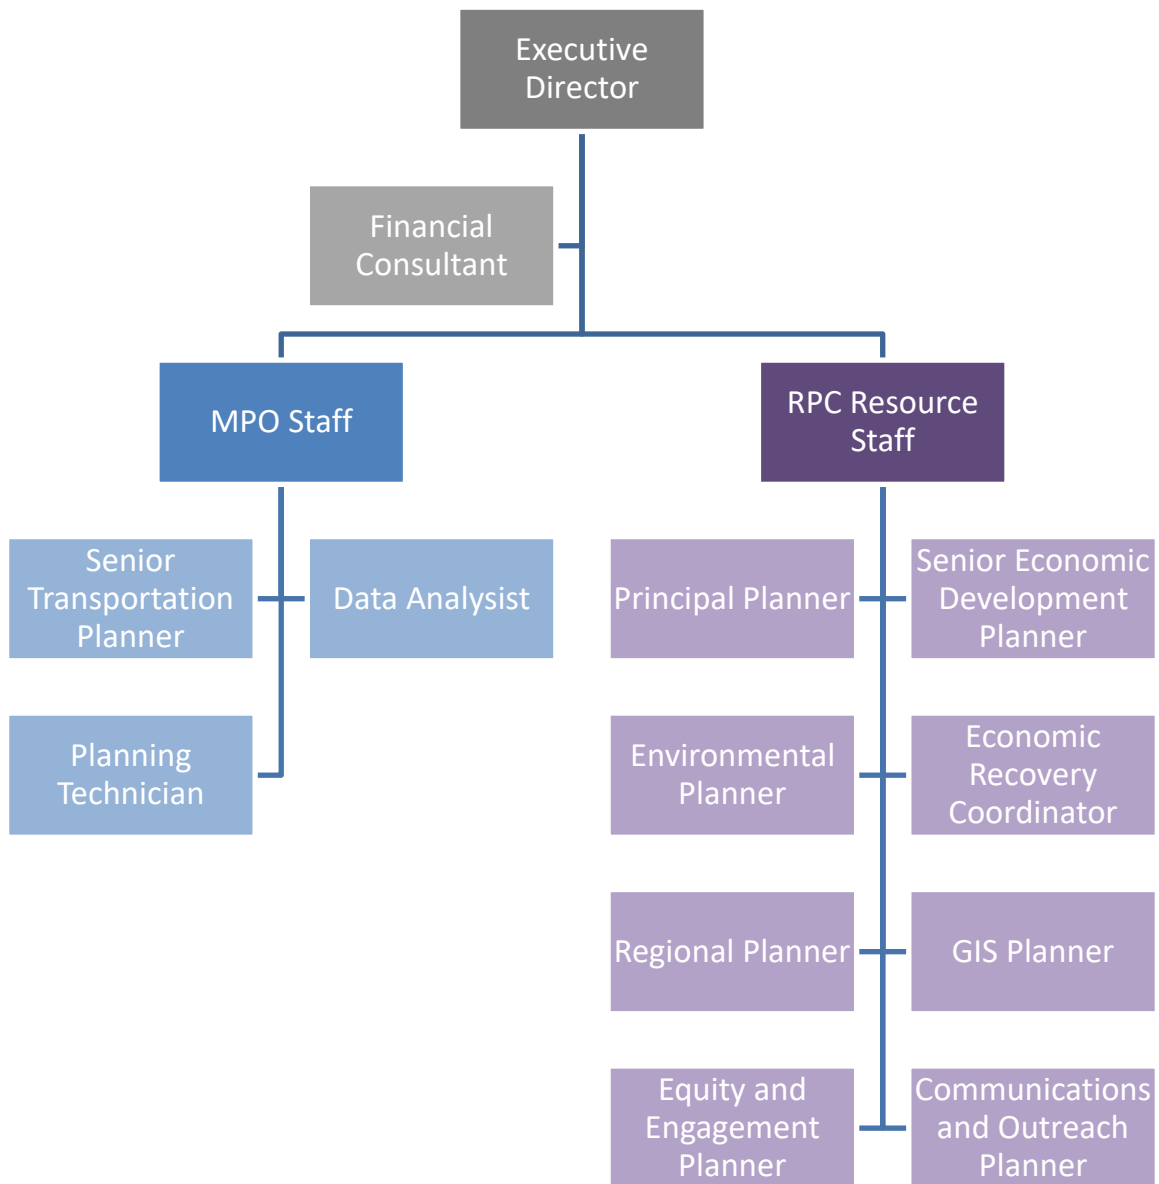 Executive
Director
Financial
Consultant
MPO Staff
RPC Resource
Staff
Senior
Transportation
Planner
Data Analysist
Planning
Technician
Principal Planner
Senior Economic
Development
Planner
Environmental
Planner
Economic
Recovery
Coordinator
Regional Planner
GIS Planner
Equity and
Engagement
Planner
Communications
and Outreach
Planner